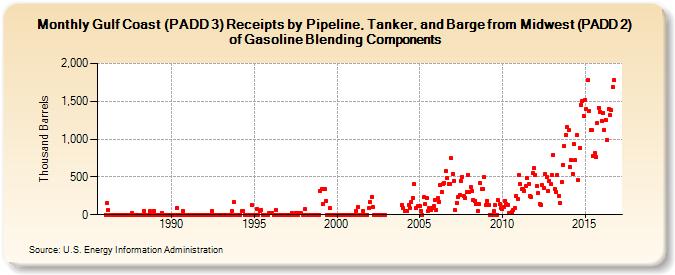 Monthly Gulf Coast (PADD 3) Receipts by Pipeline, Tanker, and Barge from Midwest (PADD 2)
of Gasoline Blending Components
Thousand Barrels
2,000
1,500
1,000
500
0
1990
1995
2000
2005
2010
2015
Source: U.S. Energy Information Administration